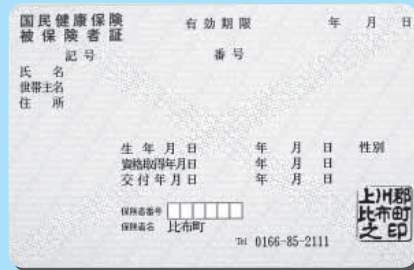 国民健康保険
被保険者証
有効期限 年 月 日
記号 番号
氏 名
世帯主名
住 所
生年月日 年 月 日 性別
資格取得年月日 年 月 日
交付年月日 年 月 日
保険者番号
保険者名 比布町
Tel 0166-85-2111
上川郡
比布町
之印